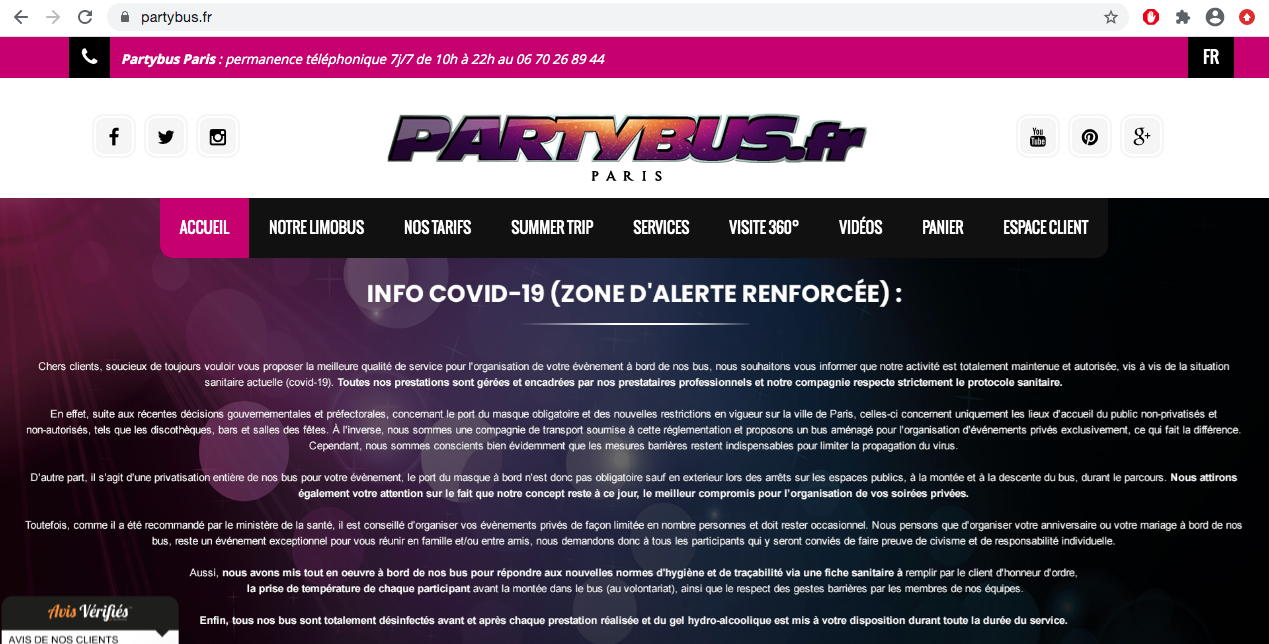 partybus.fr
Partybus Paris : permanence téléphonique 7j/7 de 10h à 22h au 06 70 26 89 44
FR
PARTYBUS.fr
PARIS
You
Tube
g+
ACCUEIL NOTRE LIMOBUS NOS TARIFS SUMMER TRIP SERVICES VISITE 360° VIDÉOS PANIER ESPACE CLIENT
INFO COVID-19 (ZONE D'ALERTE RENFORCÉE) :
Chers clients, soucieux de toujours vouloir vous proposer la meilleure qualité de service pour l'organisation de votre évènement à bord de nos bus, nous souhaitons vous informer que notre activité est totalement maintenue et autorisée, vis à vis de la situation
sanitaire actuelle (covid-19). Toutes nos prestations sont gérées et encadrées par nos prestataires professionnels et notre compagnie respecte strictement le protocole sanitaire.
En effet, suite aux récentes décisions gouvernementales et préfectorales, concernant le port du masque obligatoire et des nouvelles restrictions en vigueur sur la ville de Paris, celles-ci concernent uniquement les lieux d'accueil du public non-privatisés et
non-autorisés, tels que les discothèques, bars et salles des fêtes. À l'inverse, nous sommes une compagnie de transport soumise à cette réglementation et proposons un bus aménagé pour l'organisation d'événements privés exclusivement, ce qui fait la différence.
Cependant, nous sommes conscients bien évidemment que les mesures barrières restent indispensables pour limiter la propagation du virus.
D'autre part, il s'agit d'une privatisation entière de nos bus pour votre évènement, le port du masque à bord n'est donc pas obligatoire sauf en exterieur lors des arrêts sur les espaces publics, à la montée et à la descente du bus, durant le parcours. Nous attirons
également votre attention sur le fait que notre concept reste à ce jour, le meilleur compromis pour l'organisation de vos soirées privées.
Toutefois, comme il a été recommandé par le ministère de la santé, il est conseillé d'organiser vos évènements privés de façon limitée en nombre personnes et doit rester occasionnel. Nous pensons que d'organiser votre anniversaire ou votre mariage à bord de nos
bus, reste un événement exceptionnel pour vous réunir en famille et/ou entre amis, nous demandons donc à tous les participants qui y seront conviés de faire preuve de civisme et de responsabilité individuelle.
Aussi, nous avons mis tout en oeuvre à bord de nos bus pour répondre aux nouvelles normes d'hygiène et de traçabilité via une fiche sanitaire à remplir par le client d'honneur d'ordre,
la prise de température de chaque participant avant la montée dans le bus (au volontariat), ainsi que le respect des gestes barrières par les membres de nos équipes.
Enfin, tous nos bus sont totalement désinfectés avant et après chaque prestation réalisée et du gel hydro-alcoolique est mis à votre disposition durant toute la durée du service.
Avis Vérifiés
AVIS DE NOS CLIENTS